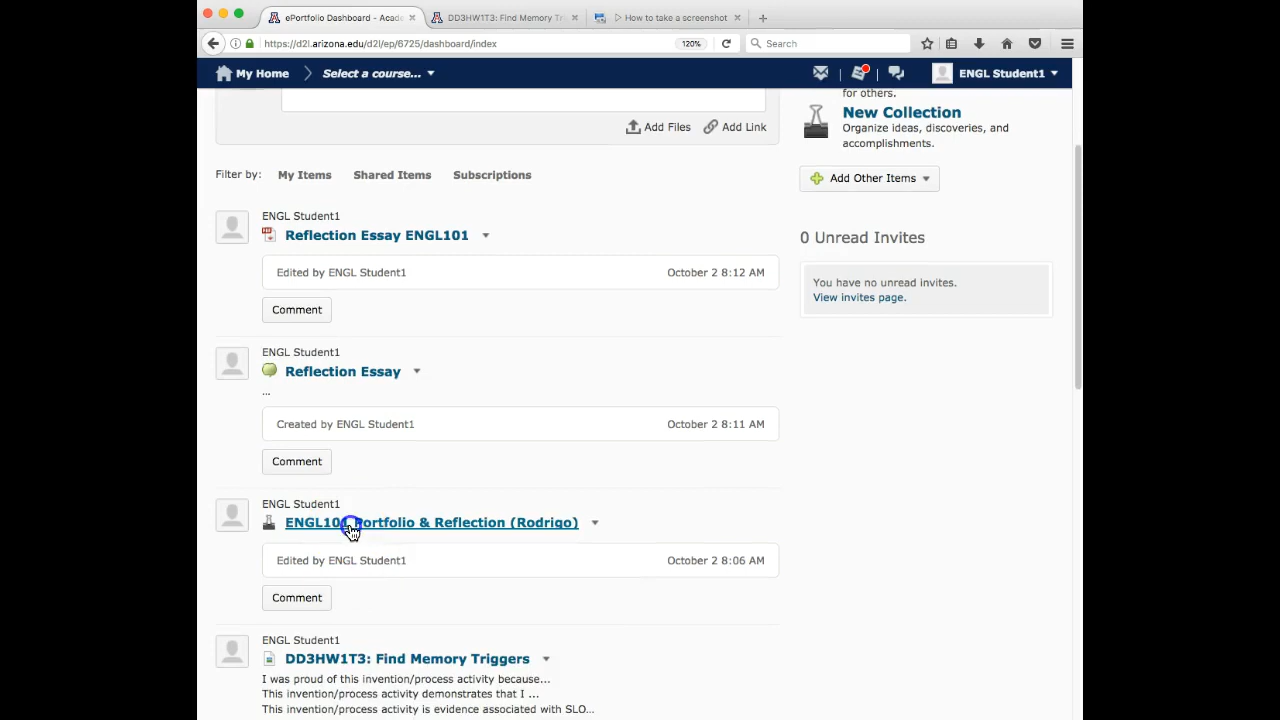 ePortfolio Dashboard - Acade
DD3HW1T3: Find Memory Tr
How to take a screenshot
https://d2l.arizona.edu/d2l/ep/6725/dashboard/index
120%
Search
My Home
Select a course...
ENGL Student1
for others.
New Collection
Organize ideas, discoveries, and
accomplishments.
Add Files
Add Link
Add Other Items
Filter by: My Items Shared Items Subscriptions
0 Unread Invites
You have no unread invites.
View invites page.
ENGL Student1
Reflection Essay ENGL101
Edited by ENGL Student1 October 2 8:12 AM
Comment
ENGL Student1
Reflection Essay
...
Created by ENGL Student1 October 2 8:11 AM
Comment
ENGL Student1
ENGL101 Portfolio & Reflection (Rodrigo)
Edited by ENGL Student1 October 2 8:06 AM
Comment
ENGL Student1
DD3HW1T3: Find Memory Triggers
I was proud of this invention/process activity because...
This invention/process activity demonstrates that I ...
This invention/process activity is evidence associated with SLO...